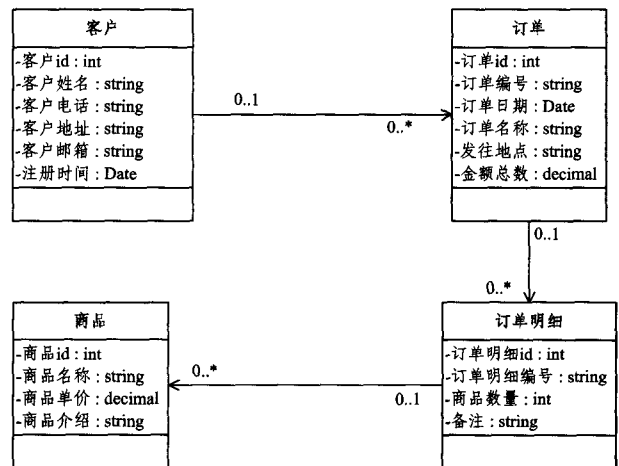 客户
-客户id : int
-客户姓名 : string
-客户电话 : string
-客户地址 : string
-客户邮箱 : string
-注册时间 : Date
0..1
0..*
订单
-订单id : int
-订单编号 : string
-订单日期 : Date
-订单名称 : string
-发往地点 : string
-金额总数 : decimal
0..1
0..*
商品
-商品id : int
-商品名称 : string
-商品单价 : decimal
-商品介绍 : string
0..*
0..1
订单明细
-订单明细id : int
-订单明细编号 : string
-商品数量 : int
-备注 : string